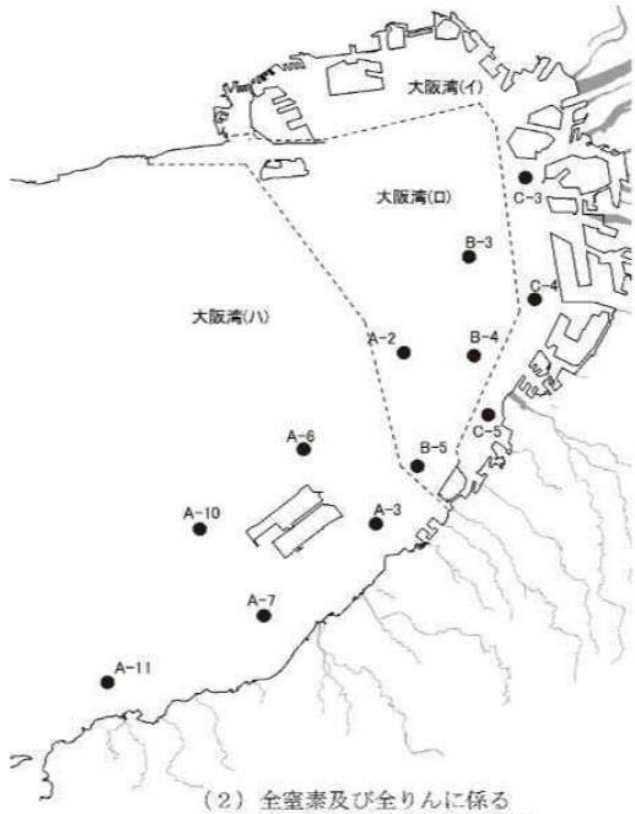 大阪湾(イ)
C-3
大阪湾(ロ)
B-3
C-4
大阪湾(ハ)
A-2
B-4
C-5
A-6
B-5
A-10
A-3
A-7
A-11
(2) 全窒素及び全りんに係る